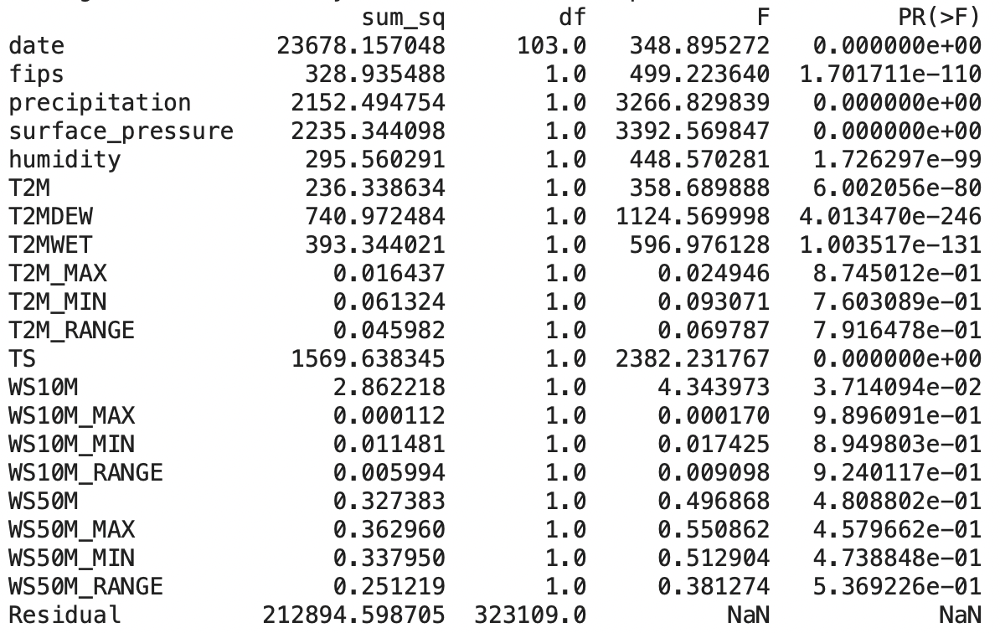 sum_sq df F PR(>F)
date 23678.157048 103.0 348.895272 0.000000e+00
fips 328.935488 1.0 499.223640 1.701711e-110
precipitation 2152.494754 1.0 3266.829839 0.000000e+00
surface_pressure 2235.344098 1.0 3392.569847 0.000000e+00
humidity 295.560291 1.0 448.570281 1.726297e-99
T2M 236.338634 1.0 358.689888 6.002056e-80
T2MDEW 740.972484 1.0 1124.569998 4.013470e-246
T2MWET 393.344021 1.0 596.976128 1.003517e-131
T2M_MAX 0.016437 1.0 0.024946 8.745012e-01
T2M_MIN 0.061324 1.0 0.093071 7.603089e-01
T2M_RANGE 0.045982 1.0 0.069787 7.916478e-01
TS 1569.638345 1.0 2382.231767 0.000000e+00
WS10M 2.862218 1.0 4.343973 3.714094e-02
WS10M_MAX 0.000112 1.0 0.000170 9.896091e-01
WS10M_MIN 0.011481 1.0 0.017425 8.949803e-01
WS10M_RANGE 0.005994 1.0 0.009098 9.240117e-01
WS50M 0.327383 1.0 0.496868 4.808802e-01
WS50M_MAX 0.362960 1.0 0.550862 4.579662e-01
WS50M_MIN 0.337950 1.0 0.512904 4.738848e-01
WS50M_RANGE 0.251219 1.0 0.381274 5.369226e-01
Residual 212894.598705 323109.0 NaN NaN